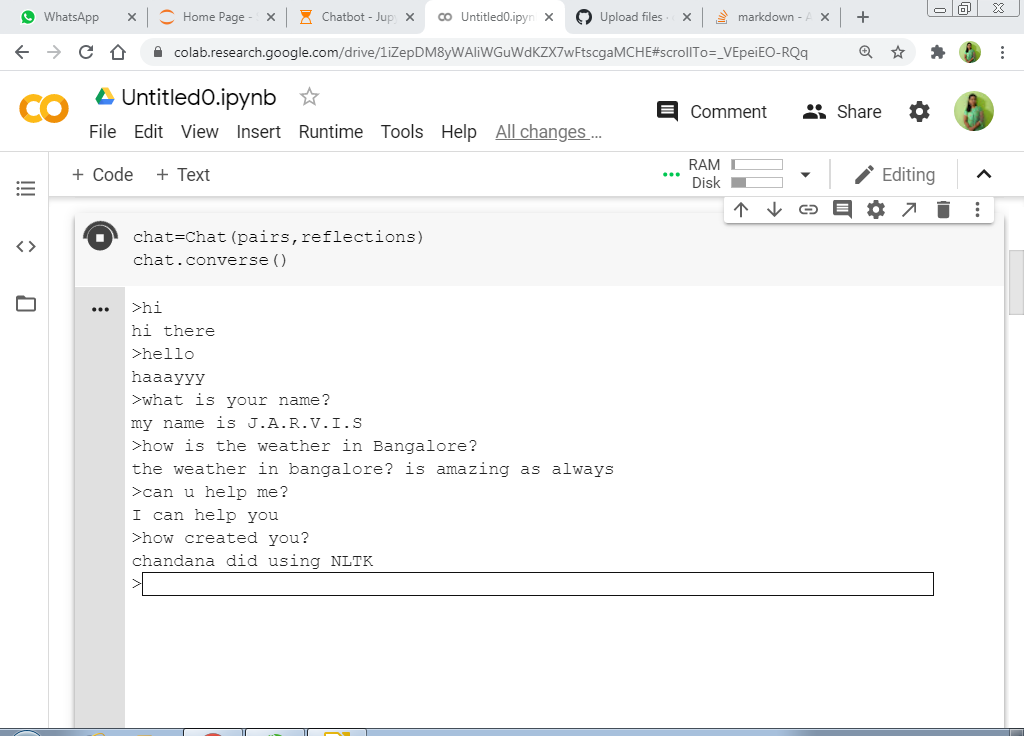 WhatsApp
Home Page -
Chatbot - Jup
Untitled0.ipyn
Upload files ·
markdown - A
colab.research.google.com/drive/1iZepDM8yWAliWGuWdKZX7wFtscgaMCHE#scrollTo=_VEpeiEO-RQq
Untitled0.ipynb
Comment
Share
File Edit View Insert Runtime Tools Help All changes ...
+ Code + Text
RAM
Disk
Editing
chat=Chat(pairs,reflections)
chat.converse()
>hi
hi there
>hello
haaayyy
>what is your name?
my name is J.A.R.V.I.S
>how is the weather in Bangalore?
the weather in bangalore? is amazing as always
>can u help me?
I can help you
>how created you?
chandana did using NLTK
>